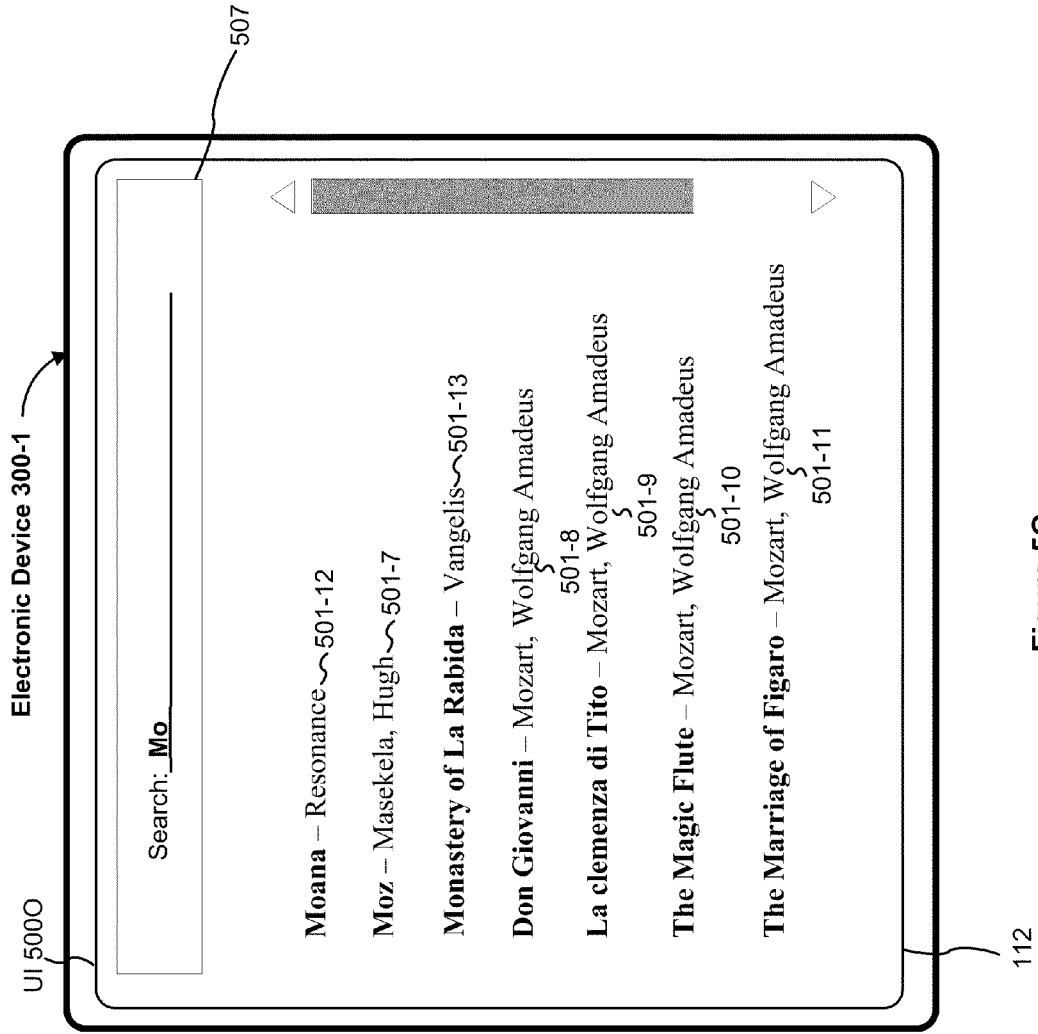 Electronic Device 300-1
UI 500O
Search: Mo
507
Moana – Resonance 501-12
Moz – Masekela, Hugh 501-7
Monastery of La Rabida – Vangelis 501-13
Don Giovanni – Mozart, Wolfgang Amadeus
501-8
La clemenza di Tito – Mozart, Wolfgang Amadeus
501-9
The Magic Flute – Mozart, Wolfgang Amadeus
501-10
The Marriage of Figaro – Mozart, Wolfgang Amadeus
501-11
112
Figure 5O